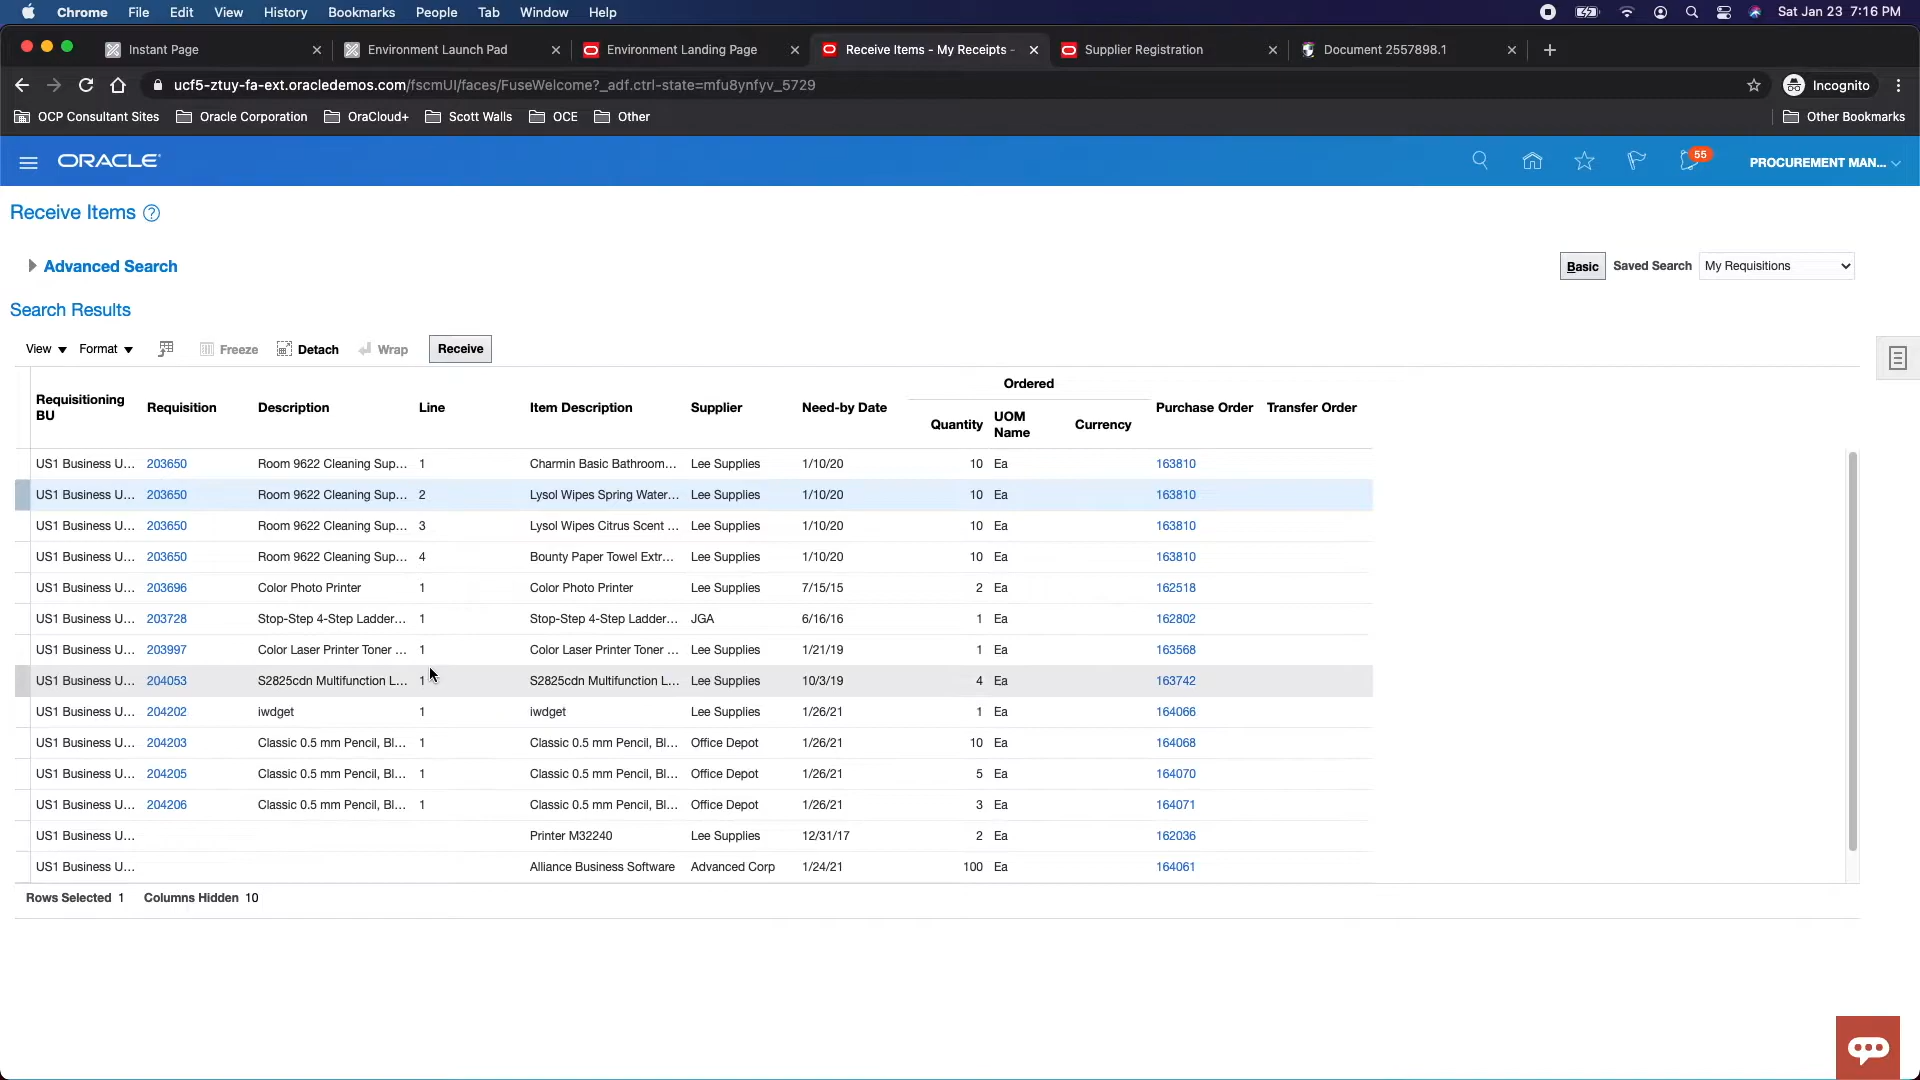 Chrome File Edit View History Bookmarks People Tab Window Help Sat Jan 23 7:16 PM
Instant Page Environment Launch Pad Environment Landing Page Receive Items - My Receipts - Supplier Registration Document 2557898.1
ucf5-ztuy-fa-ext.oracledemos.com/fscmUI/faces/FuseWelcome?_adf.ctrl-state=mfu8ynfyv_5729 Incognito
OCP Consultant Sites Oracle Corporation OraCloud+ Scott Walls OCE Other Other Bookmarks
ORACLE 55 PROCUREMENT MAN...
Receive Items
Advanced Search Basic Saved Search My Requisitions
Search Results
View Format Freeze Detach Wrap Receive
Ordered
Requisitioning BU Requisition Description Line Item Description Supplier Need-by Date Quantity UOM Name Currency Purchase Order Transfer Order
US1 Business U... 203650 Room 9622 Cleaning Sup... 1 Charmin Basic Bathroom... Lee Supplies 1/10/20 10 Ea 163810
US1 Business U... 203650 Room 9622 Cleaning Sup... 2 Lysol Wipes Spring Water... Lee Supplies 1/10/20 10 Ea 163810
US1 Business U... 203650 Room 9622 Cleaning Sup... 3 Lysol Wipes Citrus Scent ... Lee Supplies 1/10/20 10 Ea 163810
US1 Business U... 203650 Room 9622 Cleaning Sup... 4 Bounty Paper Towel Extr... Lee Supplies 1/10/20 10 Ea 163810
US1 Business U... 203696 Color Photo Printer 1 Color Photo Printer Lee Supplies 7/15/15 2 Ea 162518
US1 Business U... 203728 Stop-Step 4-Step Ladder... 1 Stop-Step 4-Step Ladder... JGA 6/16/16 1 Ea 162802
US1 Business U... 203997 Color Laser Printer Toner ... 1 Color Laser Printer Toner ... Lee Supplies 1/21/19 1 Ea 163568
US1 Business U... 204053 S2825cdn Multifunction L... 1 S2825cdn Multifunction L... Lee Supplies 10/3/19 4 Ea 163742
US1 Business U... 204202 iwdget 1 iwdget Lee Supplies 1/26/21 1 Ea 164066
US1 Business U... 204203 Classic 0.5 mm Pencil, Bl... 1 Classic 0.5 mm Pencil, Bl... Office Depot 1/26/21 10 Ea 164068
US1 Business U... 204205 Classic 0.5 mm Pencil, Bl... 1 Classic 0.5 mm Pencil, Bl... Office Depot 1/26/21 5 Ea 164070
US1 Business U... 204206 Classic 0.5 mm Pencil, Bl... 1 Classic 0.5 mm Pencil, Bl... Office Depot 1/26/21 3 Ea 164071
US1 Business U... Printer M32240 Lee Supplies 12/31/17 2 Ea 162036
US1 Business U... Alliance Business Software Advanced Corp 1/24/21 100 Ea 164061
Rows Selected 1 Columns Hidden 10